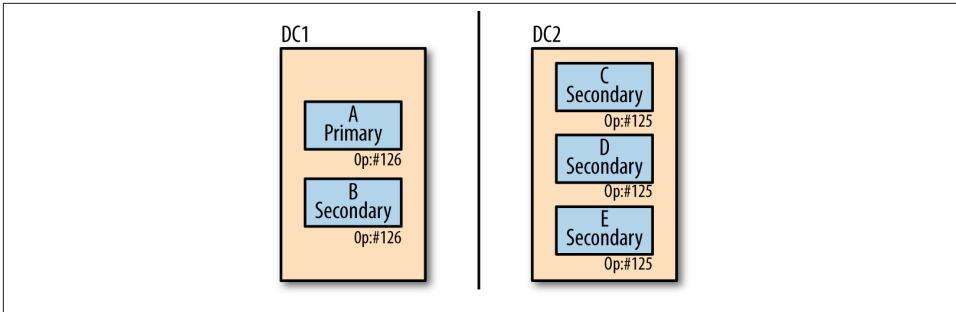 DC1
A
Primary
Op:#126
B
Secondary
Op:#126
DC2
C
Secondary
Op:#125
D
Secondary
Op:#125
E
Secondary
Op:#125